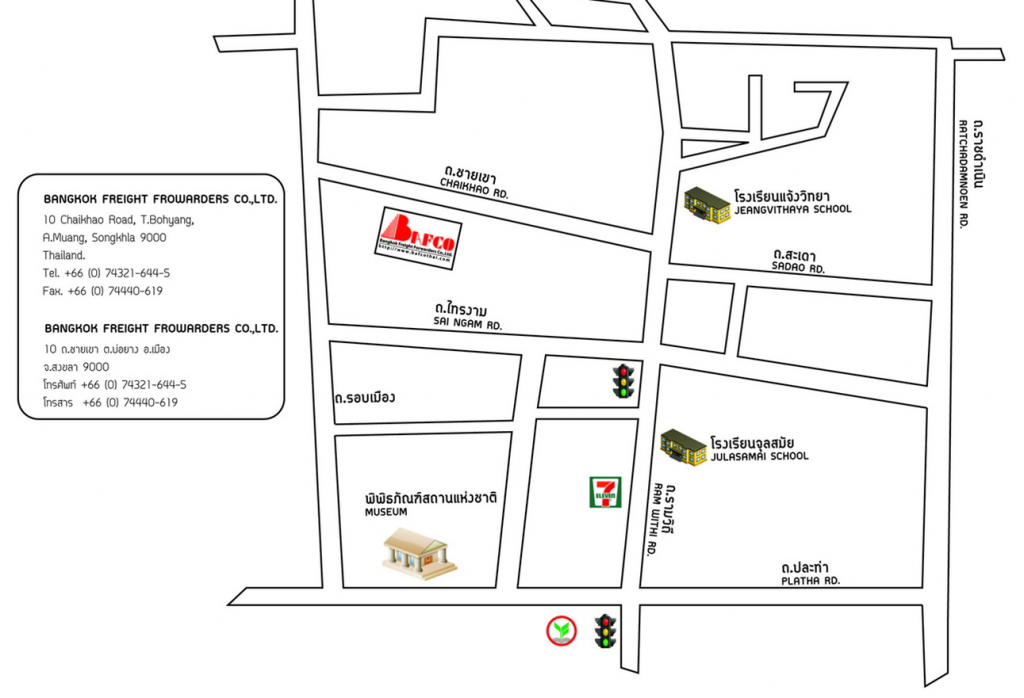 BANGKOK FREIGHT FROWARDERS CO.,LTD.
10 Chaikhao Road, T.Bohyang,
A.Muang, Songkhla 9000
Thailand.
Tel. +66 (0) 74321-644-5
Fax. +66 (0) 74440-619
BANGKOK FREIGHT FROWARDERS CO.,LTD.
10 ถ.ชายเขา ต.บ่อยาง อ.เมือง
จ.สงขลา 9000
โทรศัพท์ +66 (0) 74321-644-5
โทรสาร +66 (0) 74440-619
ถ.ชายเขา
CHAIKHAO RD.
BAFCO
Bangkok Freight Forwarders Co.,Ltd.
http://www.bafcothai.com
ถ.ไทรงาม
SAI NGAM RD.
ถ.รอบเมือง
พิพิธภัณฑ์สถานแห่งชาติ
MUSEUM
โรงเรียนแจ้งวิทยา
JEANGVITHAYA SCHOOL
ถ.สะเดา
SADAO RD.
ถ.ราชดำเนิน
RATCHADAMNOEN RD.
โรงเรียนจุลสมัย
JULASAMAI SCHOOL
7
ELEVEN
ถ.รามวิถี
RAM WITHI RD.
ถ.ปละท่า
PLATHA RD.